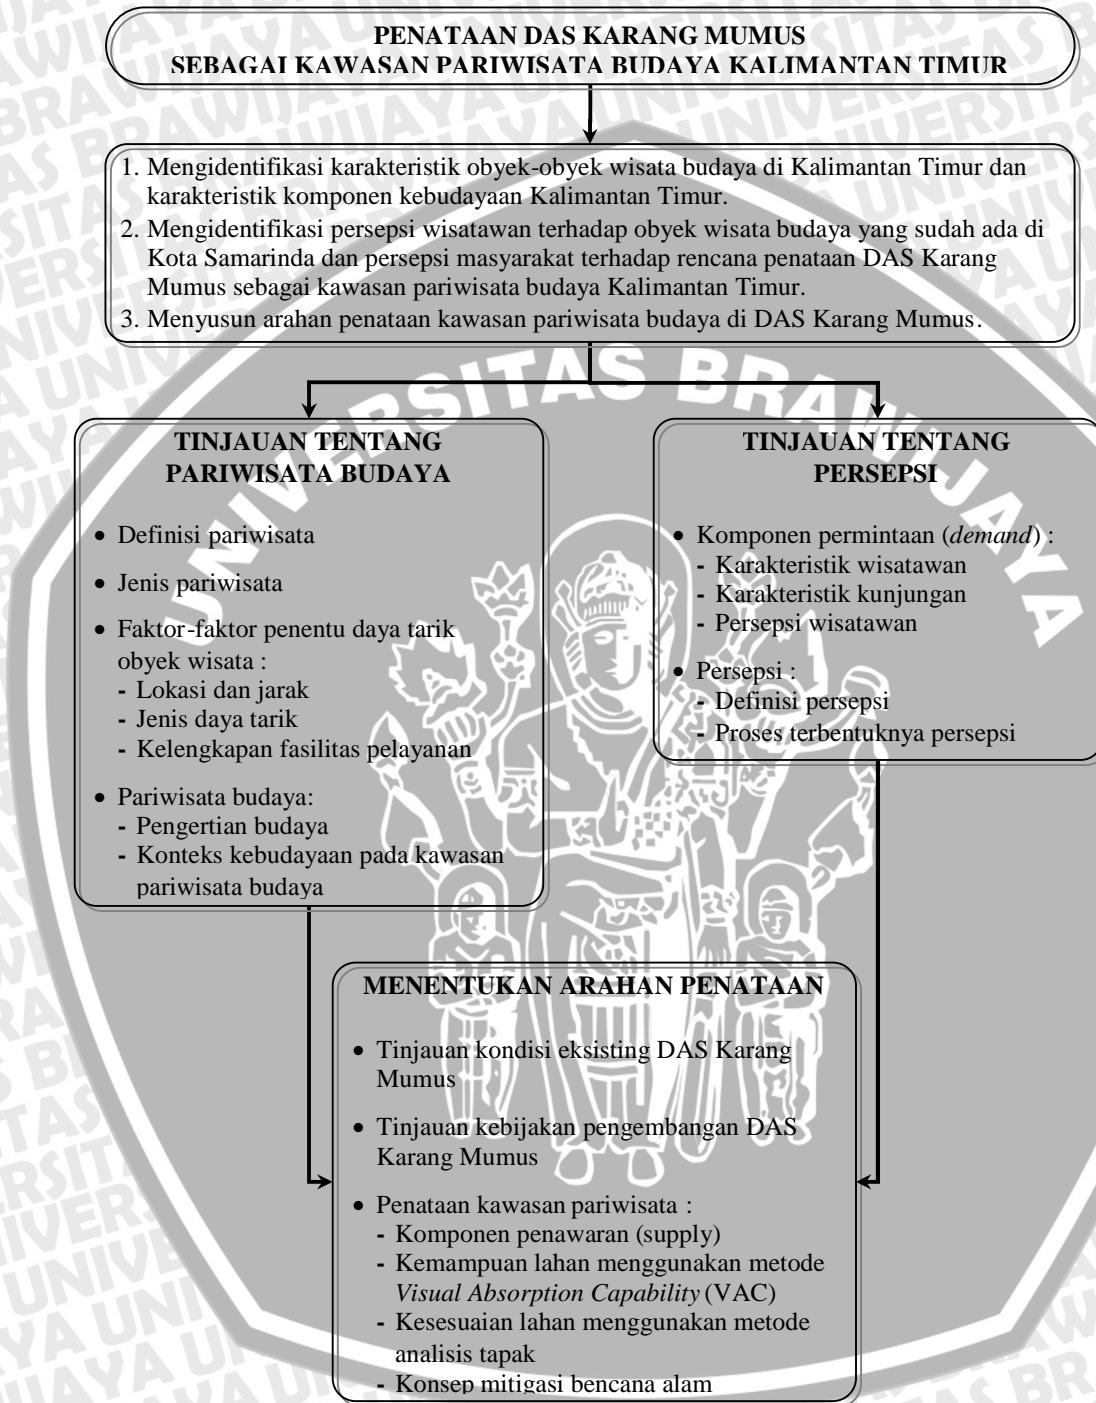 PENATAAN DAS KARANG MUMUS
SEBAGAI KAWASAN PARIWISATA BUDAYA KALIMANTAN TIMUR
1. Mengidentifikasi karakteristik obyek-obyek wisata budaya di Kalimantan Timur dan
karakteristik komponen kebudayaan Kalimantan Timur.
2. Mengidentifikasi persepsi wisatawan terhadap obyek wisata budaya yang sudah ada di
Kota Samarinda dan persepsi masyarakat terhadap rencana penataan DAS Karang
Mumus sebagai kawasan pariwisata budaya Kalimantan Timur.
3. Menyusun arahan penataan kawasan pariwisata budaya di DAS Karang Mumus.
UNIVERSITAS BRAWIJAYA
TINJAUAN TENTANG
PARIWISATA BUDAYA
• Definisi pariwisata
• Jenis pariwisata
• Faktor-faktor penentu daya tarik
obyek wisata :
- Lokasi dan jarak
- Jenis daya tarik
- Kelengkapan fasilitas pelayanan
• Pariwisata budaya:
- Pengertian budaya
- Konteks kebudayaan pada kawasan
pariwisata budaya
TINJAUAN TENTANG
PERSEPSI
• Komponen permintaan (demand) :
- Karakteristik wisatawan
- Karakteristik kunjungan
- Persepsi wisatawan
• Persepsi :
- Definisi persepsi
- Proses terbentuknya persepsi
MENENTUKAN ARAHAN PENATAAN
• Tinjauan kondisi eksisting DAS Karang
Mumus
• Tinjauan kebijakan pengembangan DAS
Karang Mumus
• Penataan kawasan pariwisata :
- Komponen penawaran (supply)
- Kemampuan lahan menggunakan metode
Visual Absorption Capability (VAC)
- Kesesuaian lahan menggunakan metode
analisis tapak
- Konsep mitigasi bencana alam